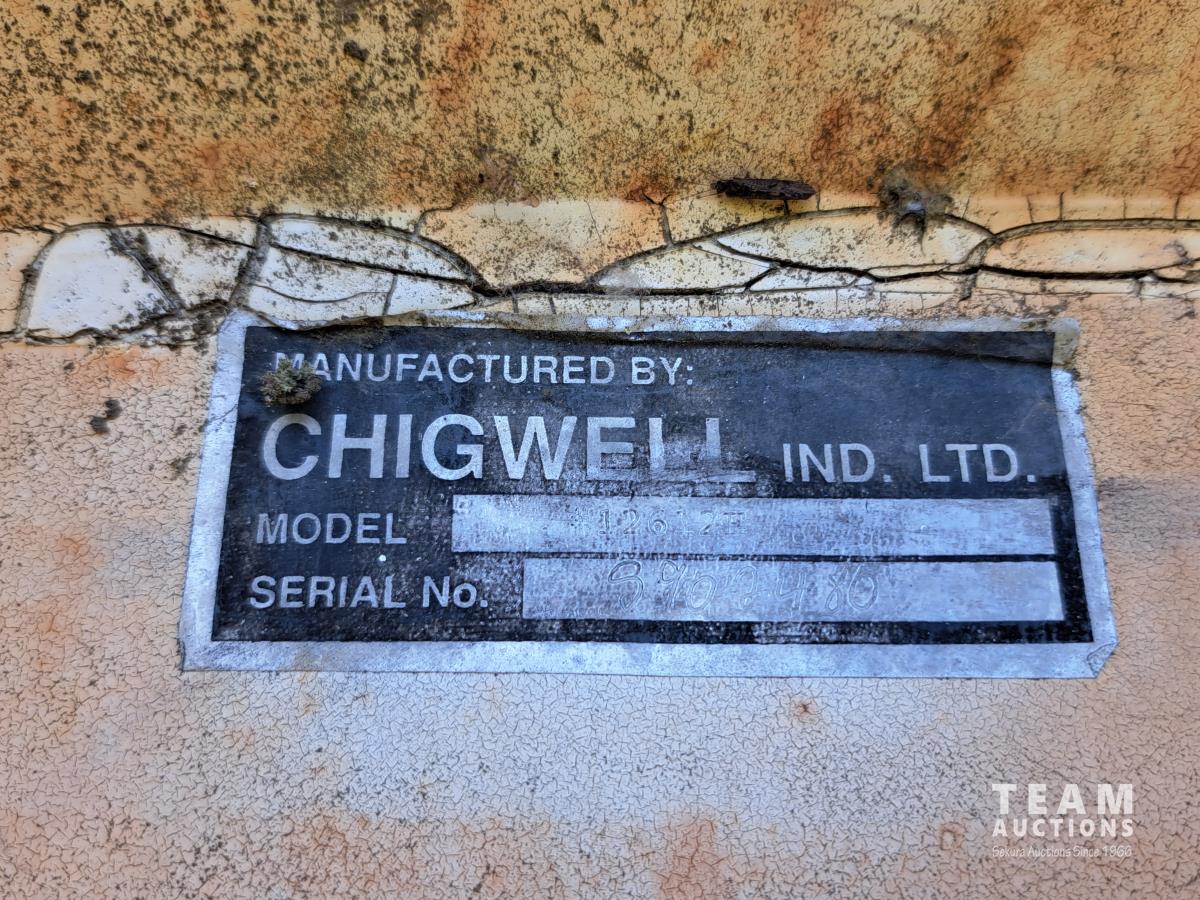 MANUFACTURED BY:
CHIGWELL IND. LTD.
MODEL
SERIAL No.
TEAM
AUCTIONS
Sekura Auctions Since 1966